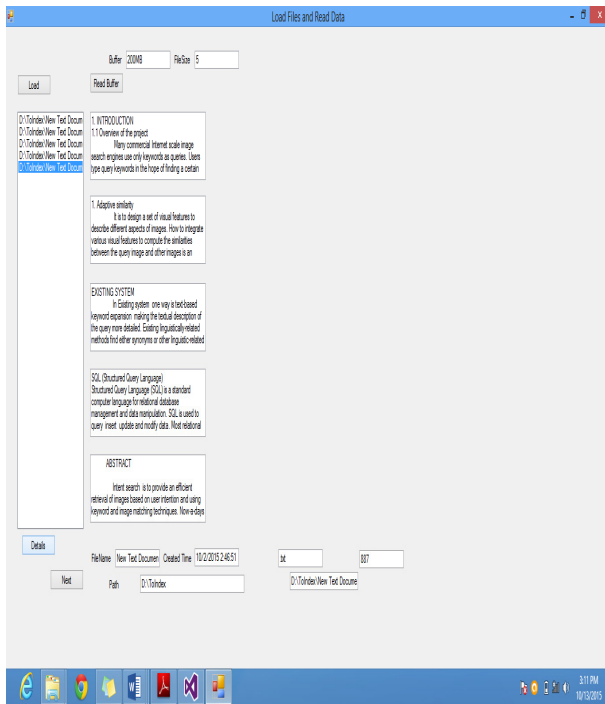 Load Files and Read Data
Buffer 200MB FileSize 5
Load Read Buffer
D:\ToIndex\New Text Docum
D:\ToIndex\New Text Docum
D:\ToIndex\New Text Docum
D:\ToIndex\New Text Docum
D:\ToIndex\New Text Docum
1. INTRODUCTION
1.1 Overview of the project
Many commercial Internet scale image
search engines use only keywords as queries. Users
type query keywords in the hope of finding a certain
1. Adaptive similarity
It is to design a set of visual features to
describe different aspects of images. How to integrate
various visual features to compute the similarities
between the query image and other images is an
EXISTING SYSTEM
In Existing system one way is text-based
keyword expansion making the textual description of
the query more detailed. Existing linguistically-related
methods find either synonyms or other linguistic-related
SQL (Structured Query Language)
Structured Query Language (SQL) is a standard
computer language for relational database
management and data manipulation. SQL is used to
query insert update and modify data. Most relational
ABSTRACT
Intent search is to provide an efficient
retrieval of images based on user intention and using
keyword and image matching techniques. Now-a-days
Details
FileName New Text Documen Created Time 10/2/2015 2:46:51 .txt 887
Next Path D:\ToIndex D:\ToIndex\New Text Docume
3:11 PM
10/13/2015